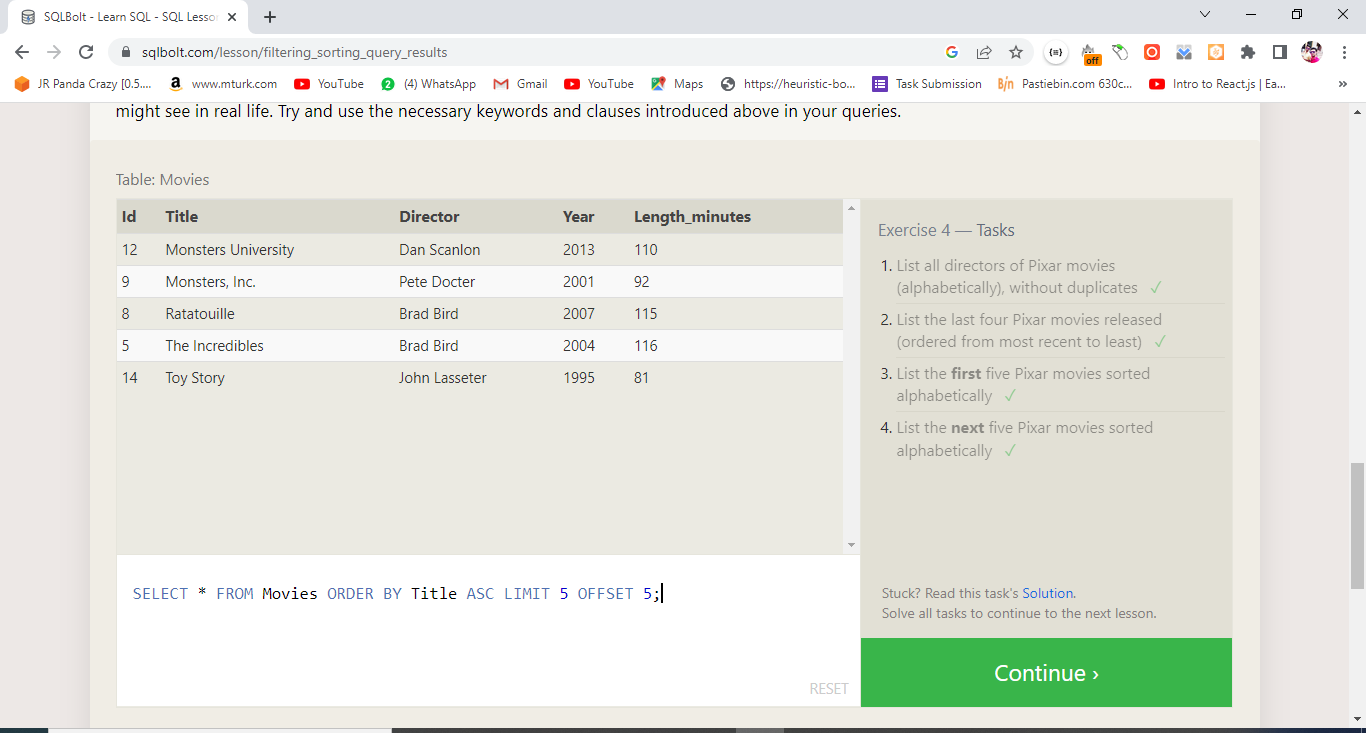 SQLBolt - Learn SQL - SQL Lesson
sqlbolt.com/lesson/filtering_sorting_query_results
{=}
off
JR Panda Crazy [0.5....
www.mturk.com
YouTube
2 (4) WhatsApp
Gmail
YouTube
Maps
https://heuristic-bo...
Task Submission
B/n Pastiebin.com 630c...
Intro to React.js | Ea...
»
might see in real life. Try and use the necessary keywords and clauses introduced above in your queries.
Table: Movies
Id Title Director Year Length_minutes
12 Monsters University Dan Scanlon 2013 110
9 Monsters, Inc. Pete Docter 2001 92
8 Ratatouille Brad Bird 2007 115
5 The Incredibles Brad Bird 2004 116
14 Toy Story John Lasseter 1995 81
SELECT * FROM Movies ORDER BY Title ASC LIMIT 5 OFFSET 5;
RESET
Exercise 4 — Tasks
1. List all directors of Pixar movies
(alphabetically), without duplicates ✓
2. List the last four Pixar movies released
(ordered from most recent to least) ✓
3. List the first five Pixar movies sorted
alphabetically ✓
4. List the next five Pixar movies sorted
alphabetically ✓
Stuck? Read this task's Solution.
Solve all tasks to continue to the next lesson.
Continue ›